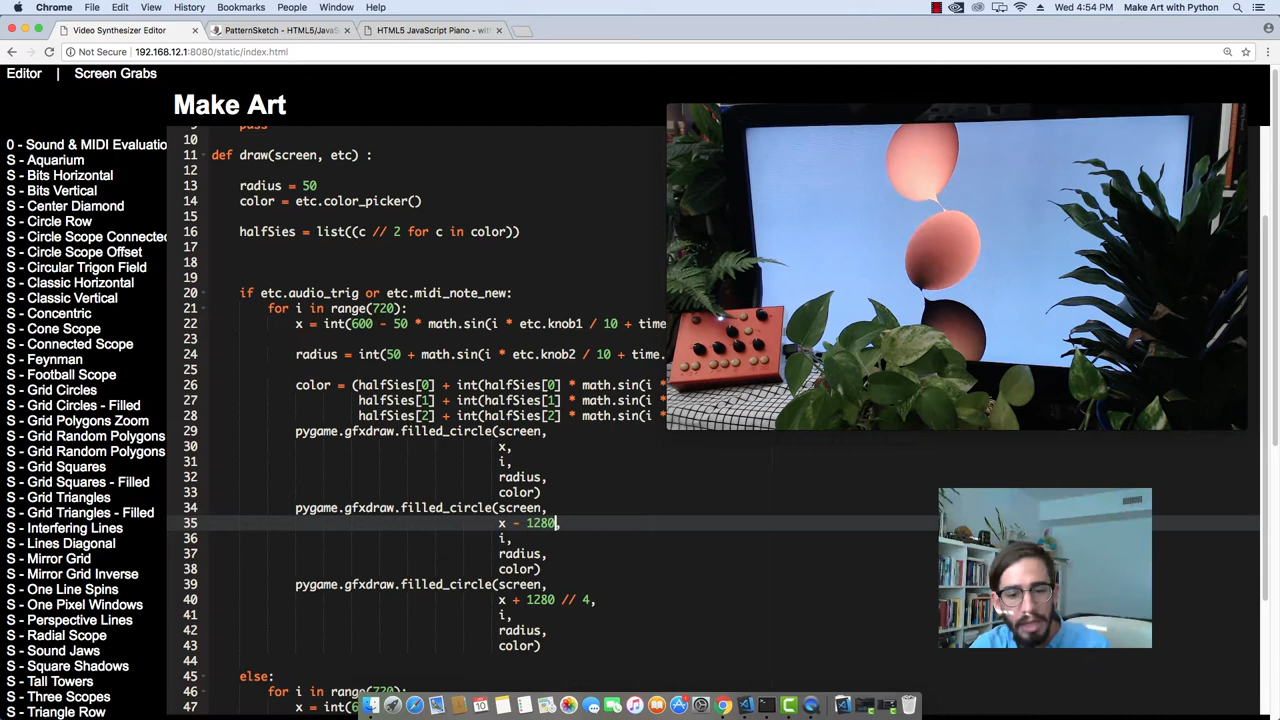 Chrome File Edit View History Bookmarks People Window Help Wed 4:54 PM Make Art with Python
Video Synthesizer Editor PatternSketch - HTML5/JavaS HTML5 JavaScript Piano - wit
Not Secure 192.168.12.1:8080/static/index.html
Editor | Screen Grabs
Make Art
0 - Sound & MIDI Evaluatio
S - Aquarium
S - Bits Horizontal
S - Bits Vertical
S - Center Diamond
S - Circle Row
S - Circle Scope Connected
S - Circle Scope Offset
S - Circular Trigon Field
S - Classic Horizontal
S - Classic Vertical
S - Concentric
S - Cone Scope
S - Connected Scope
S - Feynman
S - Football Scope
S - Grid Circles
S - Grid Circles - Filled
S - Grid Polygons Zoom
S - Grid Random Polygons
S - Grid Random Polygons
S - Grid Squares
S - Grid Squares - Filled
S - Grid Triangles
S - Grid Triangles - Filled
S - Interfering Lines
S - Lines Diagonal
S - Mirror Grid
S - Mirror Grid Inverse
S - One Line Spins
S - One Pixel Windows
S - Perspective Lines
S - Radial Scope
S - Sound Jaws
S - Square Shadows
S - Tall Towers
S - Three Scopes
S - Triangle Row
9 pass
10
11 def draw(screen, etc) :
12
13 radius = 50
14 color = etc.color_picker()
15
16 halfSies = list((c // 2 for c in color))
17
18
19
20 if etc.audio_trig or etc.midi_note_new:
21 for i in range(720):
22 x = int(600 - 50 * math.sin(i * etc.knob1 / 10 + time.
23
24 radius = int(50 + math.sin(i * etc.knob2 / 10 + time.
25
26 color = (halfSies[0] + int(halfSies[0] * math.sin(i *
27 halfSies[1] + int(halfSies[1] * math.sin(i *
28 halfSies[2] + int(halfSies[2] * math.sin(i *
29 pygame.gfxdraw.filled_circle(screen,
30 x,
31 i,
32 radius,
33 color)
34 pygame.gfxdraw.filled_circle(screen,
35 x - 1280,
36 i,
37 radius,
38 color)
39 pygame.gfxdraw.filled_circle(screen,
40 x + 1280 // 4,
41 i,
42 radius,
43 color)
44
45 else:
46 for i in range(720):
47 x = int(6